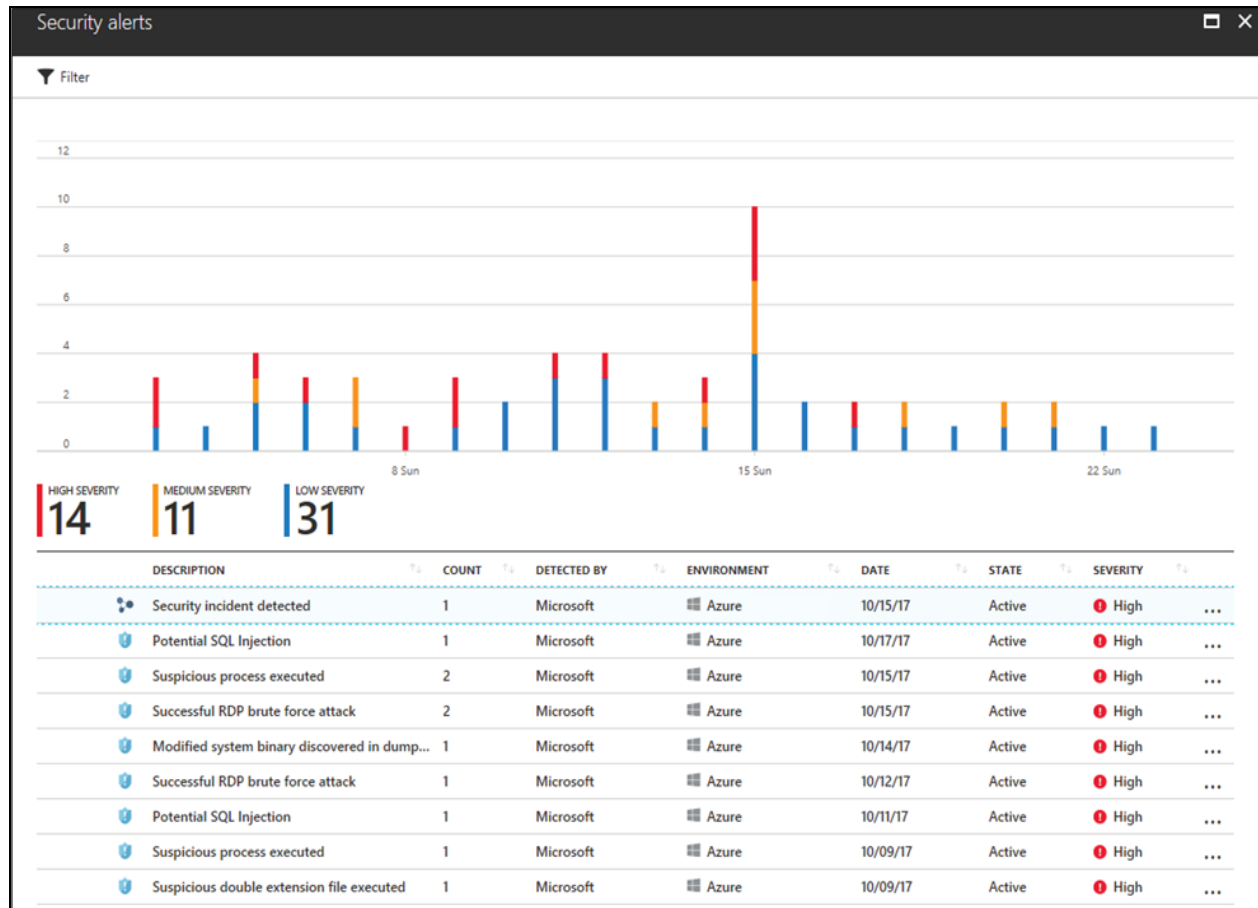 Security alerts
Filter
12
10
8
6
4
2
0
8 Sun 15 Sun 22 Sun
HIGH SEVERITY MEDIUM SEVERITY LOW SEVERITY
14 11 31
DESCRIPTION COUNT DETECTED BY ENVIRONMENT DATE STATE SEVERITY
Security incident detected 1 Microsoft Azure 10/15/17 Active High ...
Potential SQL Injection 1 Microsoft Azure 10/17/17 Active High ...
Suspicious process executed 2 Microsoft Azure 10/15/17 Active High ...
Successful RDP brute force attack 2 Microsoft Azure 10/15/17 Active High ...
Modified system binary discovered in dump... 1 Microsoft Azure 10/14/17 Active High ...
Successful RDP brute force attack 1 Microsoft Azure 10/12/17 Active High ...
Potential SQL Injection 1 Microsoft Azure 10/11/17 Active High ...
Suspicious process executed 1 Microsoft Azure 10/09/17 Active High ...
Suspicious double extension file executed 1 Microsoft Azure 10/09/17 Active High ...